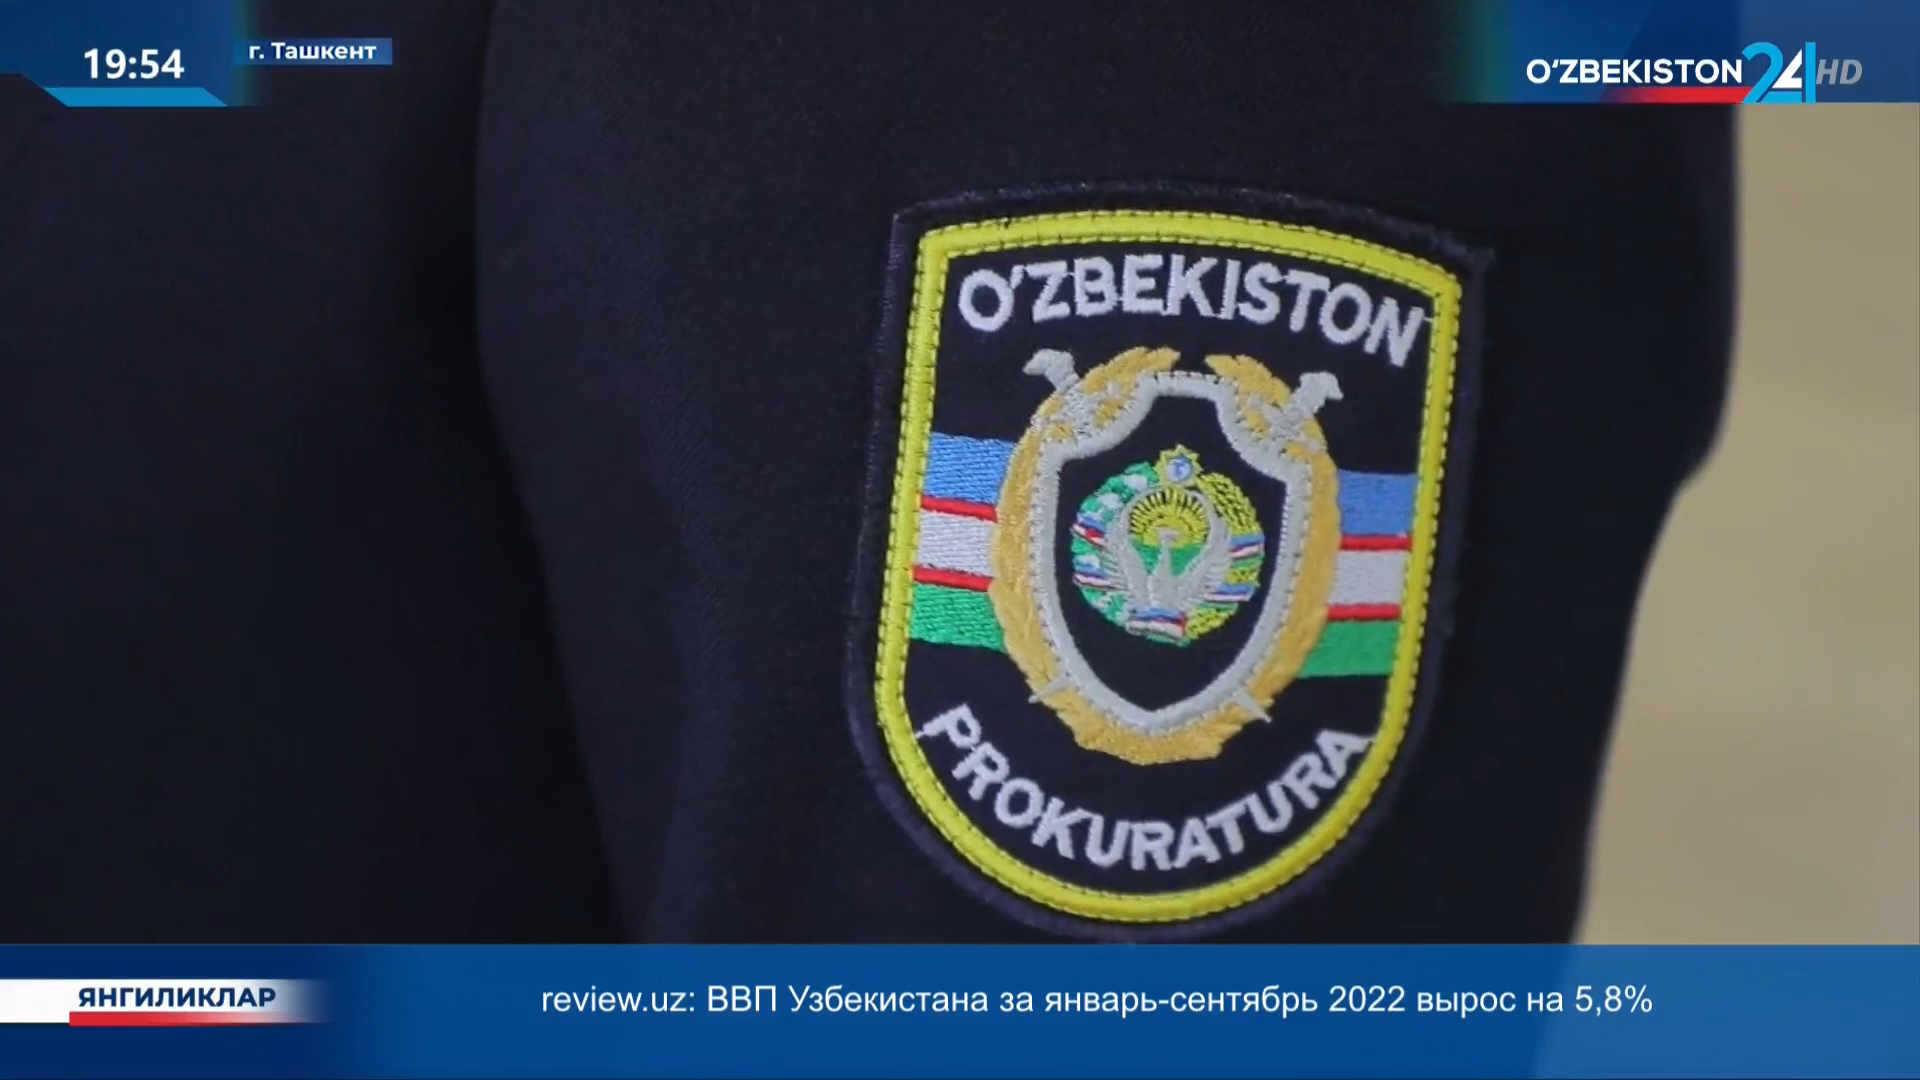 19:54
г. Ташкент
O‘ZBEKISTON 24 HD
O'ZBEKISTON
PROKURATURA
ЯНГИЛИКЛАР
review.uz: ВВП Узбекистана за январь-сентябрь 2022 вырос на 5,8%